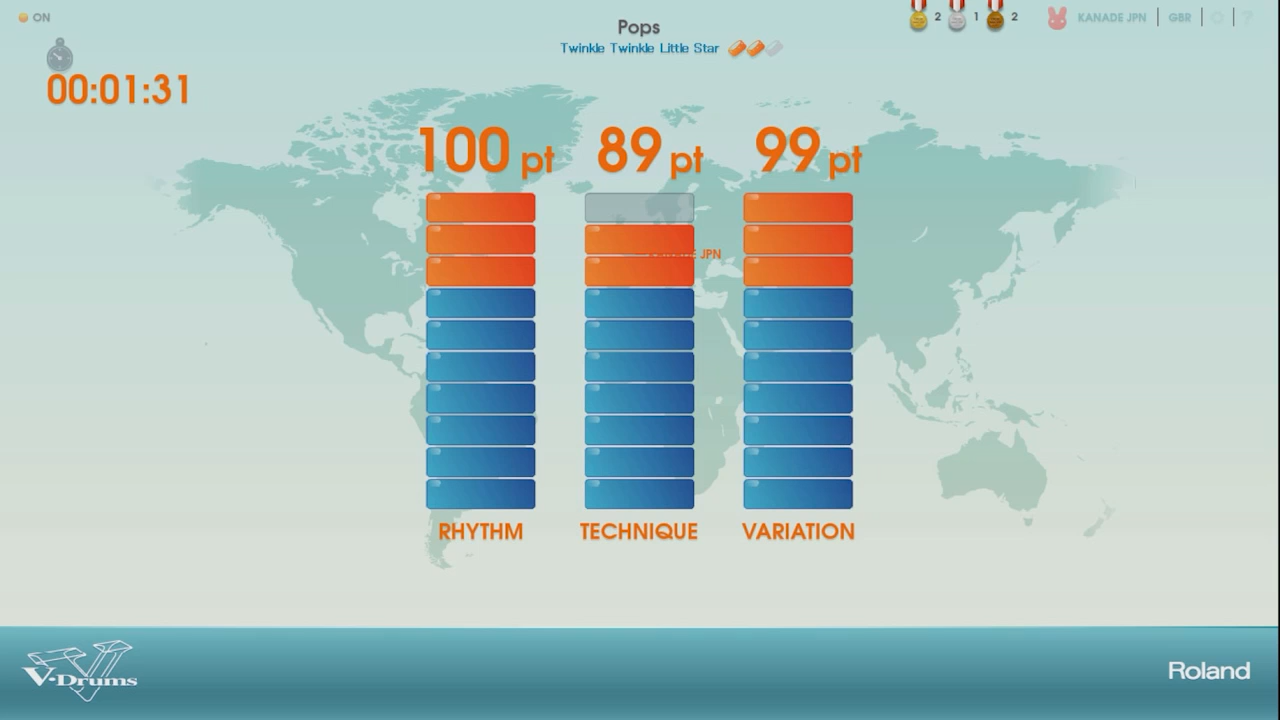 ON
Pops
2 1 2
KANADE JPN | GBR | ?
Twinkle Twinkle Little Star
00:01:31
100 pt 89 pt 99 pt
JPN
RHYTHM TECHNIQUE VARIATION
V-Drums
Roland